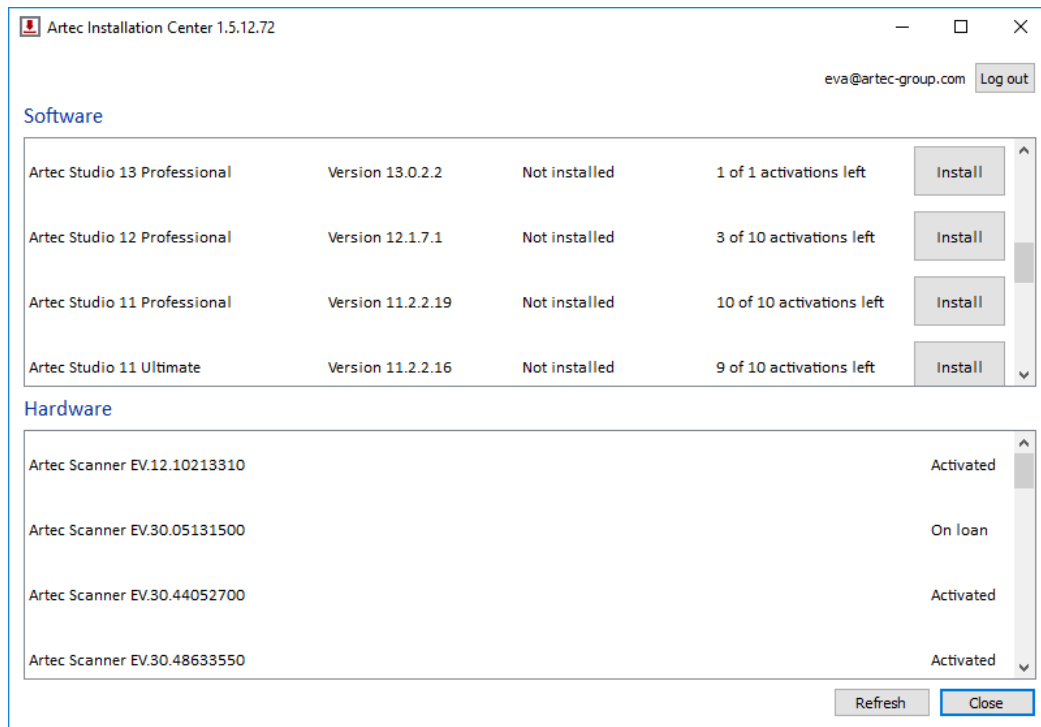 Artec Installation Center 1.5.12.72
eva@artec-group.com Log out
Software
Artec Studio 13 Professional Version 13.0.2.2 Not installed 1 of 1 activations left Install
Artec Studio 12 Professional Version 12.1.7.1 Not installed 3 of 10 activations left Install
Artec Studio 11 Professional Version 11.2.2.19 Not installed 10 of 10 activations left Install
Artec Studio 11 Ultimate Version 11.2.2.16 Not installed 9 of 10 activations left Install
Hardware
Artec Scanner EV.12.10213310 Activated
Artec Scanner EV.30.05131500 On loan
Artec Scanner EV.30.44052700 Activated
Artec Scanner EV.30.48633550 Activated
Refresh Close